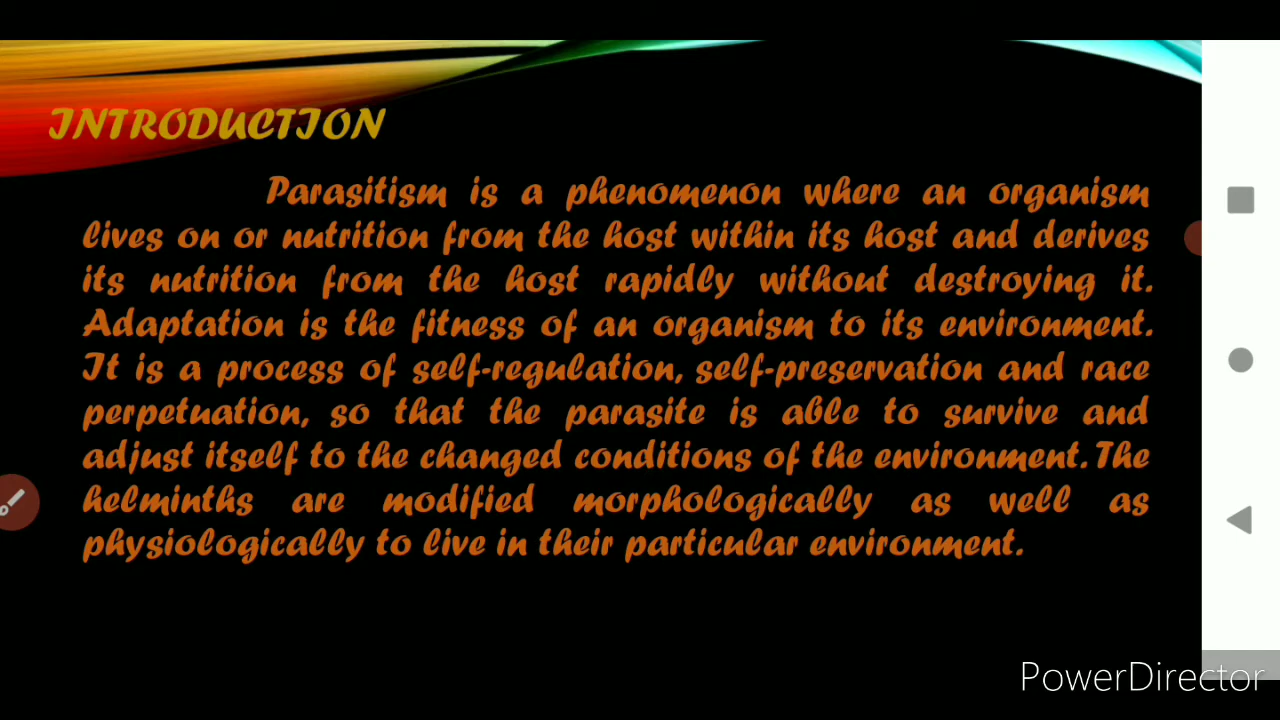 INTRODUCTION
Parasitism is a phenomenon where an organism
lives on or nutrition from the host within its host and derives
its nutrition from the host rapidly without destroying it.
Adaptation is the fitness of an organism to its environment.
It is a process of self-regulation, self-preservation and race
perpetuation, so that the parasite is able to survive and
adjust itself to the changed conditions of the environment. The
helminths are modified morphologically as well as
physiologically to live in their particular environment.
PowerDirector